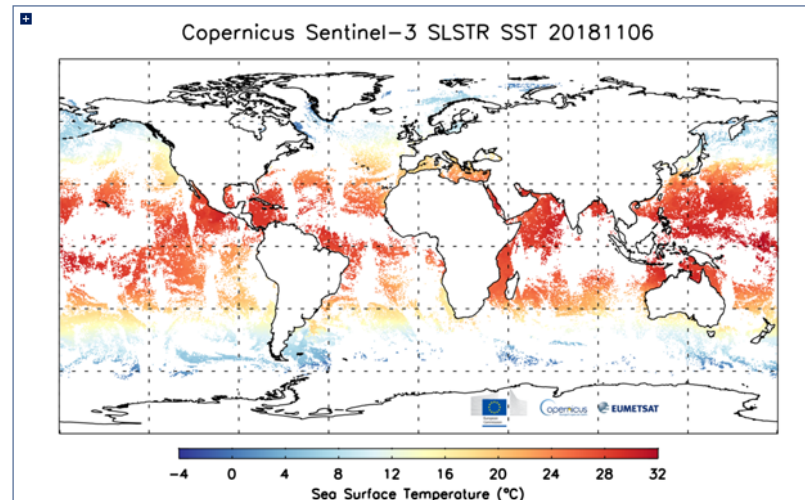 Copernicus Sentinel-3 SLSTR SST 20181106
Copernicus
EUMETSAT
-4 0 4 8 12 16 20 24 28 32
Sea Surface Temperature (°C)